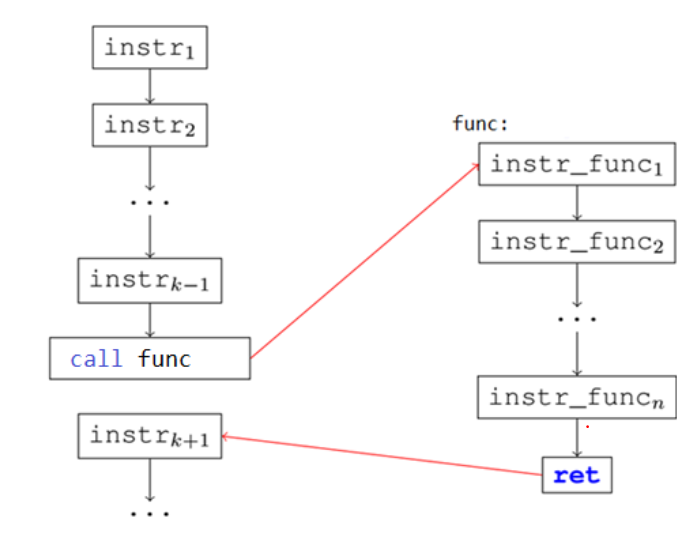 instr₁
instr₂
...
instrₖ₋₁
call func
instrₖ₊₁
...
func:
instr_func₁
instr_func₂
...
instr_funcₙ
ret